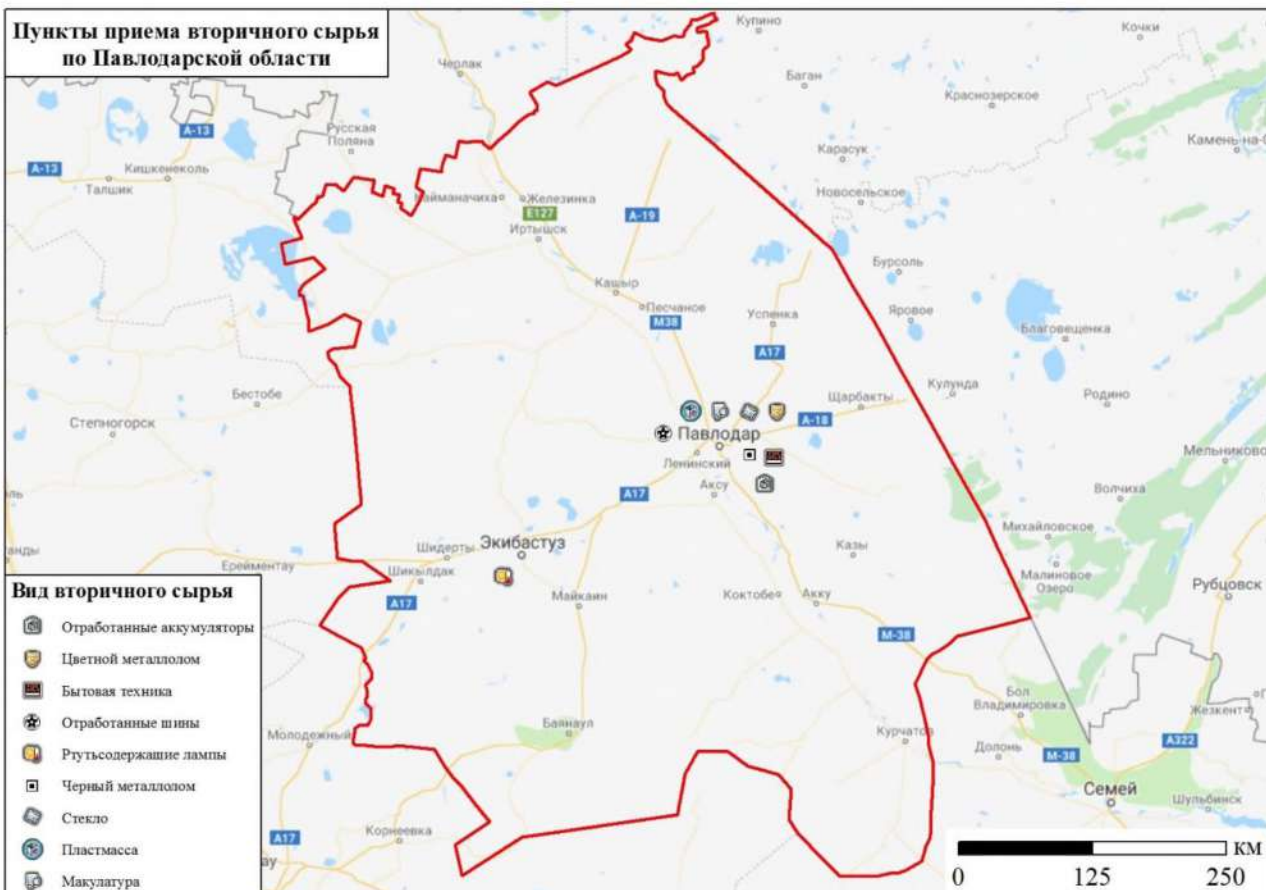 Пункты приема вторичного сырья
по Павлодарской области
Купино
Кочки
Черлак
Баган
Краснозерское
Русская
Поляна
А-13
Камень-на-О
А-13
Кишкенеколь
Талшик
Карасук
Новосельское
Найманачиха
Железинка
E127
А-19
Иртышск
Бурсоль
Кашыр
Песчаное
М38
Успенка
Яровое
Благовещенка
А17
Бестобе
Щарбакты
Кулунда
Родино
Степногорск
А-18
Павлодар
Ленинский
Мельниково
Аксу
А17
Волчиха
Михайловское
Экибастуз
Шидерты
Казы
Ерейментау
Шикылдак
Малиновое
Озеро
Рубцовск
А17
Майкаин
Коктобе
Акку
М-38
Бол
Владимировка
Жезкент
Баянаул
Молодежный
Курчатов
Долонь
М-38
А322
Семей
Шульбинск
А17
Корнеевка
Вид вторичного сырья
Отработанные аккумуляторы
Цветной металлолом
Бытовая техника
Отработанные шины
Ртутьсодержашие лампы
Черный металлолом
Стекло
Пластмасса
Макулатура
КМ
0 125 250